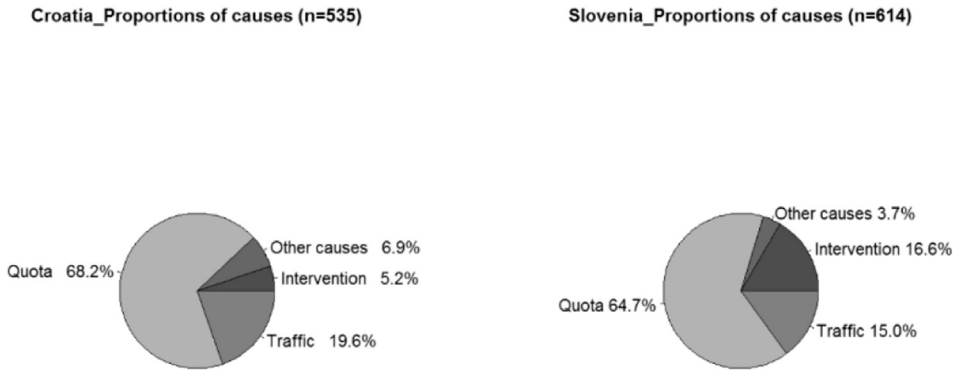 Croatia_Proportions of causes (n=535)
Other causes 6.9%
Quota 68.2%
Intervention 5.2%
Traffic 19.6%
Slovenia_Proportions of causes (n=614)
Other causes 3.7%
Intervention 16.6%
Quota 64.7%
Traffic 15.0%